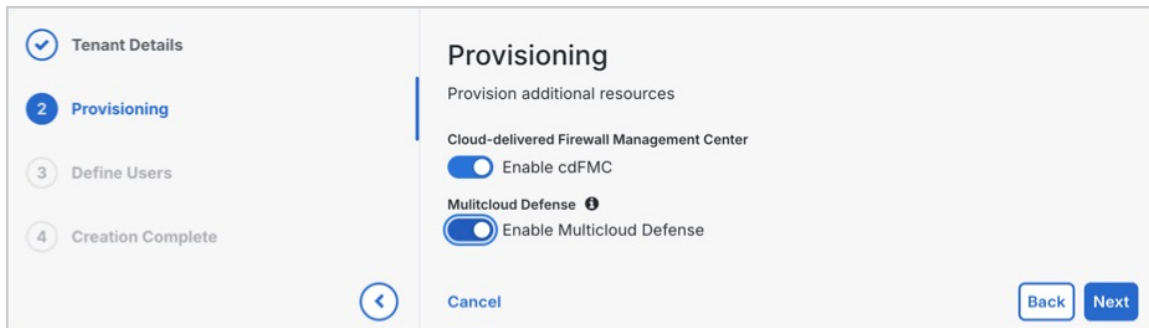 Tenant Details
2 Provisioning
3 Define Users
4 Creation Complete
Provisioning
Provision additional resources
Cloud-delivered Firewall Management Center
Enable cdFMC
Mulitcloud Defense
Enable Multicloud Defense
Cancel
Back
Next